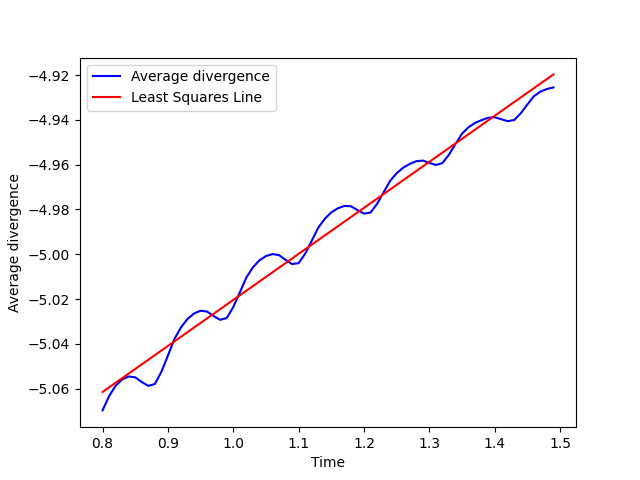 Average divergence
Least Squares Line
−4.92
−4.94
−4.96
−4.98
−5.00
−5.02
−5.04
−5.06
Average divergence
0.8 0.9 1.0 1.1 1.2 1.3 1.4 1.5
Time